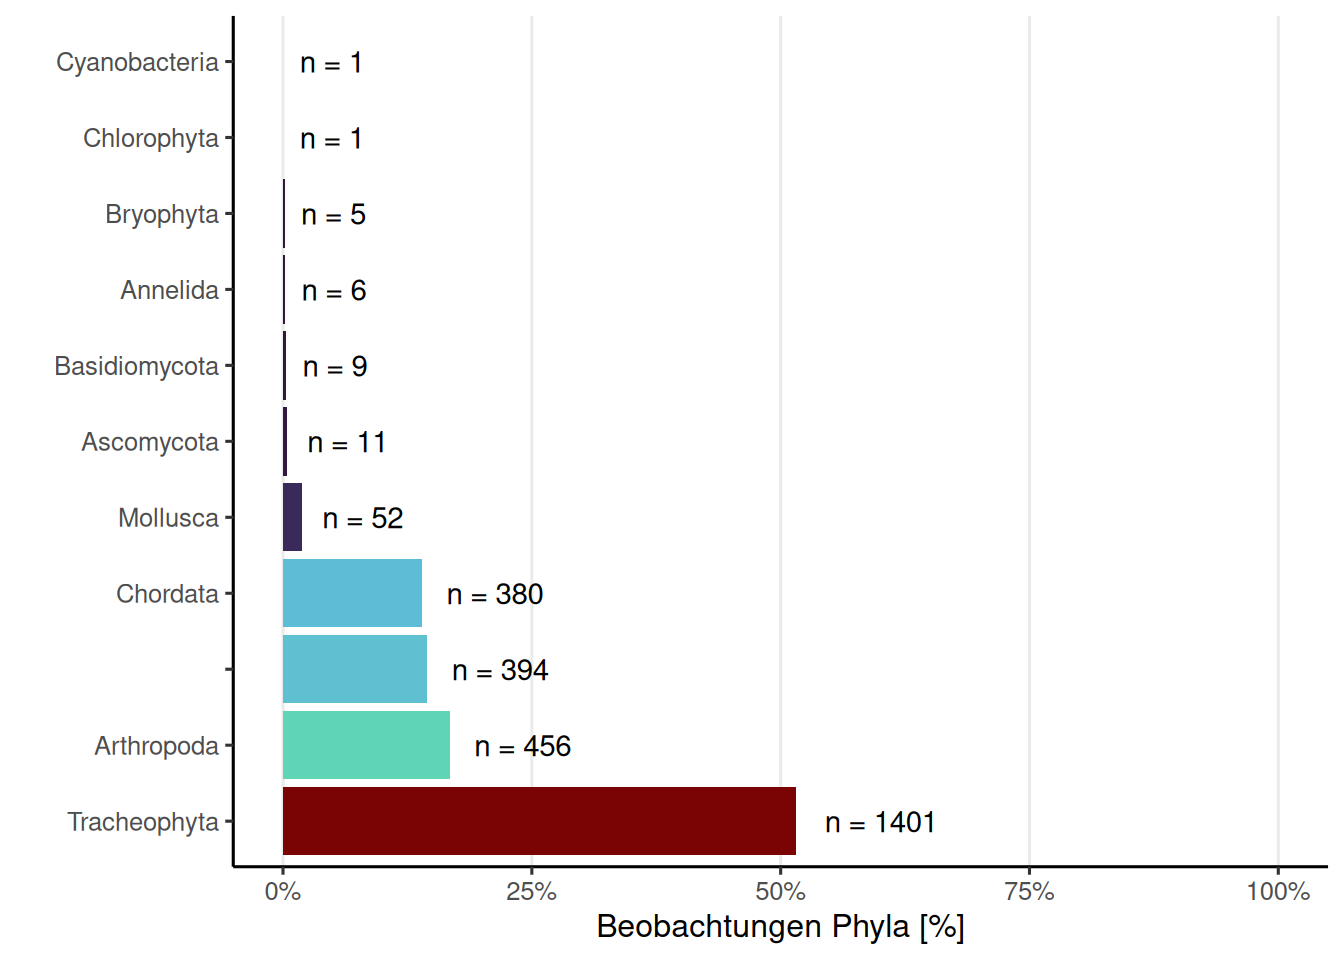 Cyanobacteria n = 1
Chlorophyta n = 1
Bryophyta n = 5
Annelida n = 6
Basidiomycota n = 9
Ascomycota n = 11
Mollusca n = 52
Chordata n = 380
n = 394
Arthropoda n = 456
Tracheophyta n = 1401
0% 25% 50% 75% 100%
Beobachtungen Phyla [%]